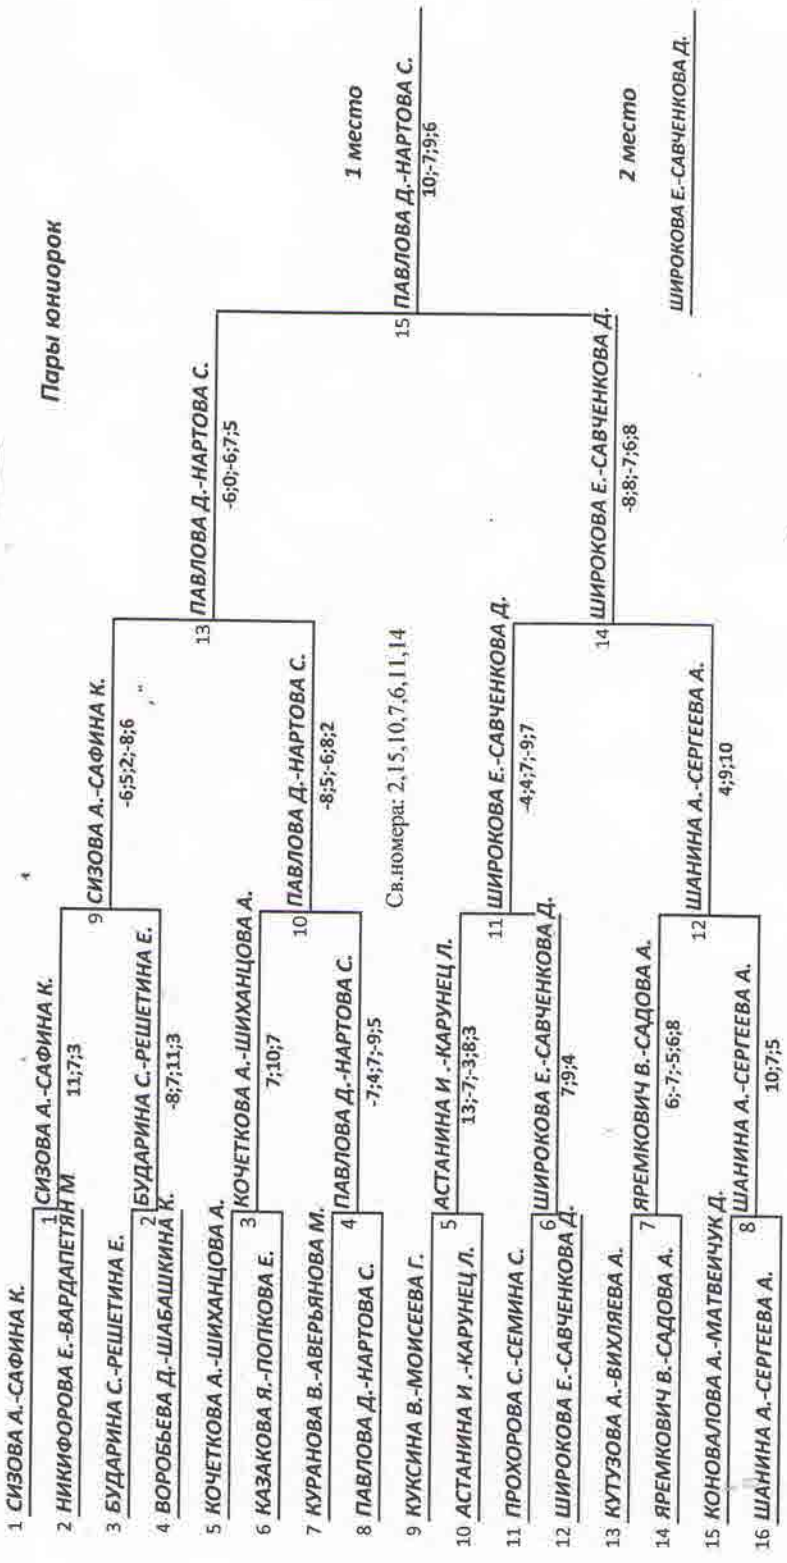 Пары юниорок
1 СИЗОВА А.-САФИНА К.
2 НИКИФОРОВА Е.-ВАРДАПЕТЯН М
3 БУДАРИНА С.-РЕШЕТИНА Е.
4 ВОРОБЬЕВА Д.-ШАБАШКИНА К.
5 КОЧЕТКОВА А.-ШИХАНЦОВА А.
6 КАЗАКОВА Я.-ПОПКОВА Е.
7 КУРАНОВА В.-АВЕРЬЯНОВА М.
8 ПАВЛОВА Д.-НАРТОВА С.
9 КУКСИНА В.-МОИСЕЕВА Г.
10 АСТАНИНА И .-КАРУНЕЦ Л.
11 ПРОХОРОВА С.-СЕМИНА С.
12 ШИРОКОВА Е.-САВЧЕНКОВА Д.
13 КУТУЗОВА А.-ВИХЛЯЕВА А.
14 ЯРЕМКОВИЧ В.-САДОВА А.
15 КОНОВАЛОВА А.-МАТВЕЙЧУК Д.
16 ШАНИНА А.-СЕРГЕЕВА А.
1 СИЗОВА А.-САФИНА К.
11;7;3
2 БУДАРИНА С.-РЕШЕТИНА Е.
-8;7;11;3
3 КОЧЕТКОВА А.-ШИХАНЦОВА А.
7;10;7
4 ПАВЛОВА Д.-НАРТОВА С.
-7;4;7;-9;5
5 АСТАНИНА И .-КАРУНЕЦ Л.
13;-7;-3;8;3
6 ШИРОКОВА Е.-САВЧЕНКОВА Д.
7;9;4
7 ЯРЕМКОВИЧ В.-САДОВА А.
6;-7;-5;6;8
8 ШАНИНА А.-СЕРГЕЕВА А.
10;7;5
9 СИЗОВА А.-САФИНА К.
-6;5;2;-8;6
10 ПАВЛОВА Д.-НАРТОВА С.
-8;5;-6;8;2
Св.номера: 2,15,10,7,6,11,14
11 ШИРОКОВА Е.-САВЧЕНКОВА Д.
-4;4;7;-9;7
12 ШАНИНА А.-СЕРГЕЕВА А.
4;9;10
13 ПАВЛОВА Д.-НАРТОВА С.
-6;0;-6;7;5
14 ШИРОКОВА Е.-САВЧЕНКОВА Д.
-8;8;-7;6;8
1 место
15 ПАВЛОВА Д.-НАРТОВА С.
10;-7;9;6
2 место
ШИРОКОВА Е.-САВЧЕНКОВА Д.